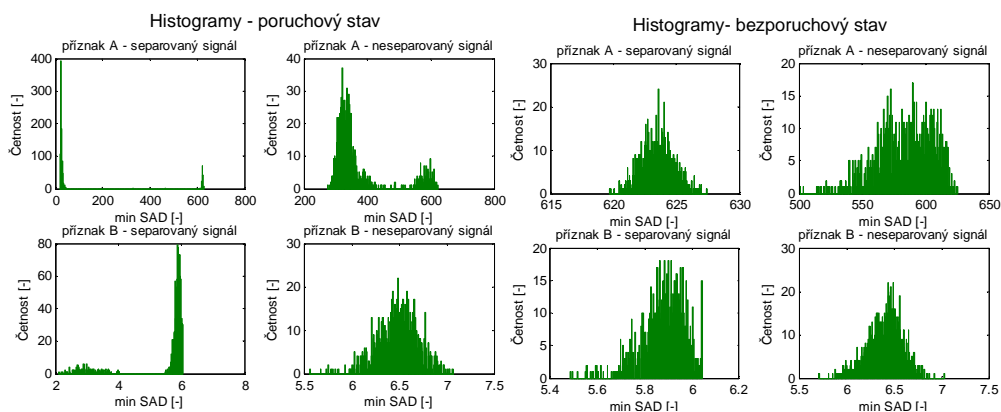 Histogramy - poruchový stav
Histogramy- bezporuchový stav
příznak A - separovaný signál
příznak A - neseparovaný signál
příznak A - separovaný signál
příznak A - neseparovaný signál
Četnost [-]
400
300
200
100
0
0 200 400 600 800
min SAD [-]
Četnost [-]
40
30
20
10
0
200 400 600 800
min SAD [-]
Četnost [-]
30
20
10
0
615 620 625 630
min SAD [-]
Četnost [-]
20
15
10
5
0
500 550 600 650
min SAD [-]
příznak B - separovaný signál
příznak B - neseparovaný signál
příznak B - separovaný signál
příznak B - neseparovaný signál
Četnost [-]
80
60
40
20
0
2 4 6 8
min SAD [-]
Četnost [-]
30
20
10
0
5.5 6 6.5 7 7.5
min SAD [-]
Četnost [-]
20
15
10
5
0
5.4 5.6 5.8 6 6.2
min SAD [-]
Četnost [-]
30
20
10
0
5.5 6 6.5 7 7.5
min SAD [-]